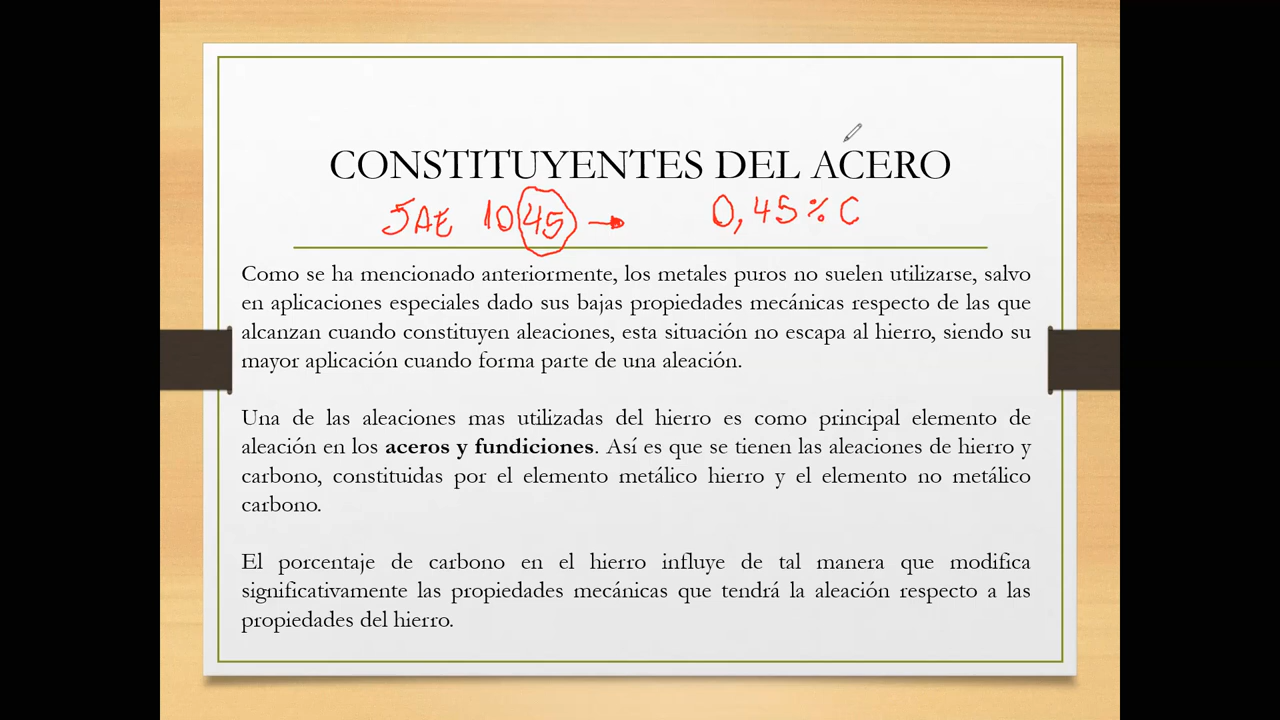 CONSTITUYENTES DEL ACERO
SAE 1045 → 0,45 % C
Como se ha mencionado anteriormente, los metales puros no suelen utilizarse, salvo
en aplicaciones especiales dado sus bajas propiedades mecánicas respecto de las que
alcanzan cuando constituyen aleaciones, esta situación no escapa al hierro, siendo su
mayor aplicación cuando forma parte de una aleación.
Una de las aleaciones mas utilizadas del hierro es como principal elemento de
aleación en los aceros y fundiciones. Así es que se tienen las aleaciones de hierro y
carbono, constituidas por el elemento metálico hierro y el elemento no metálico
carbono.
El porcentaje de carbono en el hierro influye de tal manera que modifica
significativamente las propiedades mecánicas que tendrá la aleación respecto a las
propiedades del hierro.